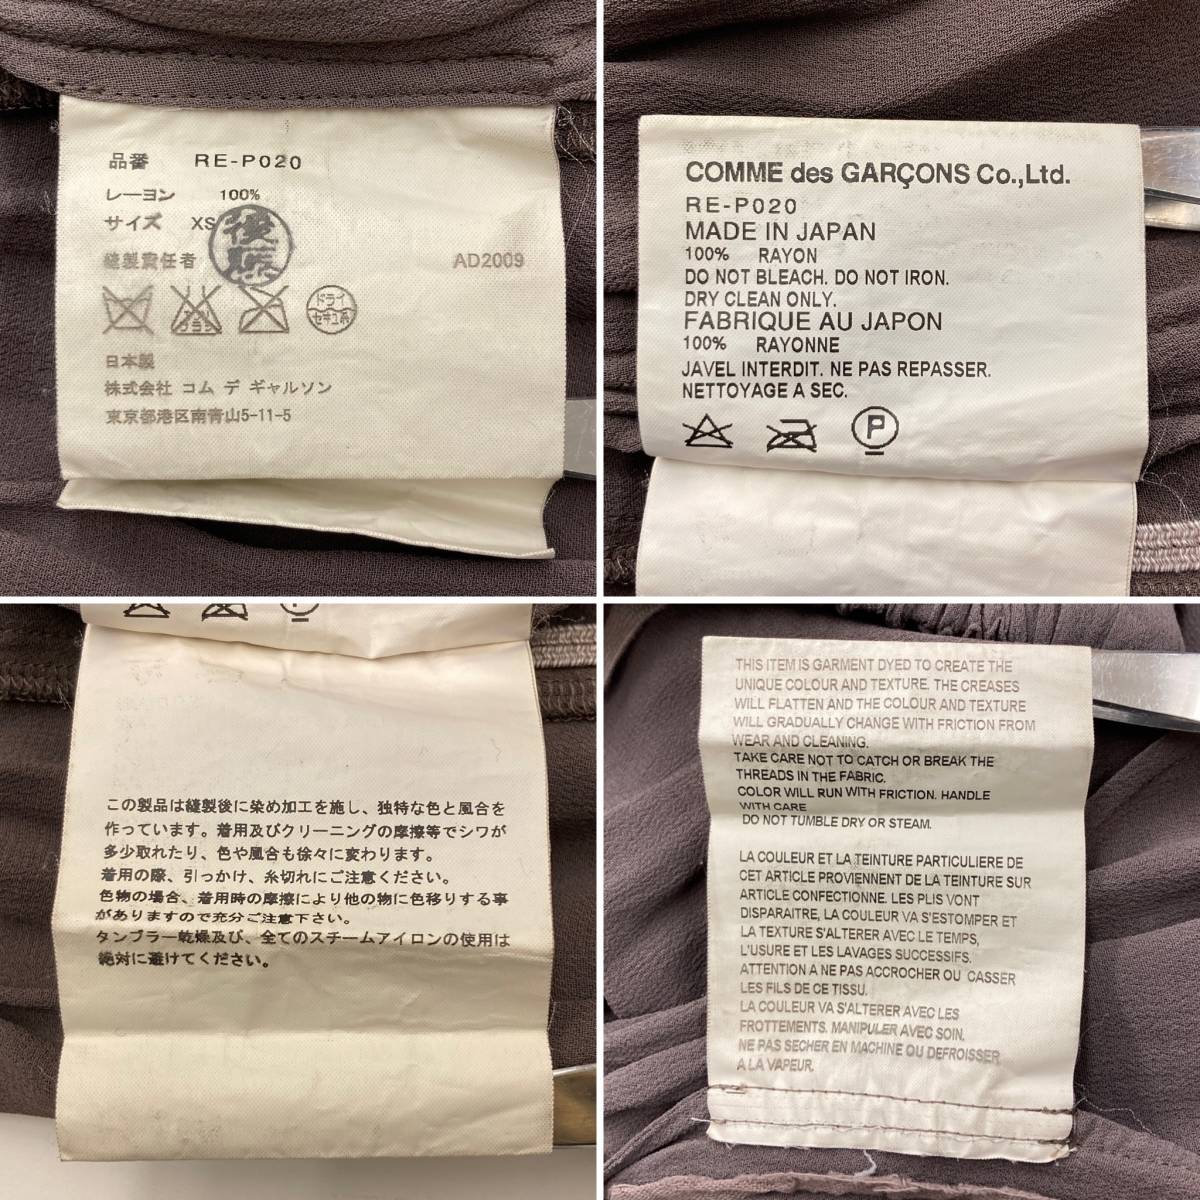 品番 RE-P020
レーヨン 100%
サイズ XS
後藤
縫製責任者 AD2009
ドライ
セキユ系
日本製
株式会社 コム デ ギャルソン
東京都港区南青山5-11-5
COMME des GARÇONS Co.,Ltd.
RE-P020
MADE IN JAPAN
100% RAYON
DO NOT BLEACH. DO NOT IRON.
DRY CLEAN ONLY.
FABRIQUE AU JAPON
100% RAYONNE
JAVEL INTERDIT. NE PAS REPASSER.
NETTOYAGE A SEC.
P
この製品は縫製後に染め加工を施し、独特な色と風合を
作っています。着用及びクリーニングの摩擦等でシワが
多少取れたり、色や風合も徐々に変わります。
着用の際、引っかけ、糸切れにご注意ください。
色物の場合、着用時の摩擦により他の物に色移りする事
がありますので充分ご注意下さい。
タンブラー乾燥及び、全てのスチームアイロンの使用は
絶対に避けてください。
THIS ITEM IS GARMENT DYED TO CREATE THE
UNIQUE COLOUR AND TEXTURE. THE CREASES
WILL FLATTEN AND THE COLOUR AND TEXTURE
WILL GRADUALLY CHANGE WITH FRICTION FROM
WEAR AND CLEANING.
TAKE CARE NOT TO CATCH OR BREAK THE
THREADS IN THE FABRIC.
COLOR WILL RUN WITH FRICTION. HANDLE
WITH CARE
DO NOT TUMBLE DRY OR STEAM.
LA COULEUR ET LA TEINTURE PARTICULIERE DE
CET ARTICLE PROVIENNENT DE LA TEINTURE SUR
ARTICLE CONFECTIONNE. LES PLIS VONT
DISPARAITRE, LA COULEUR VA S'ESTOMPER ET
LA TEXTURE S'ALTERER AVEC LE TEMPS,
L'USURE ET LES LAVAGES SUCCESSIFS.
ATTENTION A NE PAS ACCROCHER OU CASSER
LES FILS DE CE TISSU.
LA COULEUR VA S'ALTERER AVEC LES
FROTTEMENTS. MANIPULER AVEC SOIN.
NE PAS SECHER EN MACHINE OU DEFROISSER
A LA VAPEUR.